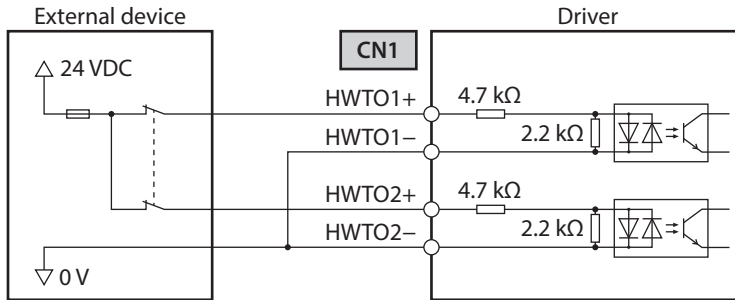 External device
Driver
CN1
24 VDC
HWTO1+
4.7 kΩ
HWTO1−
2.2 kΩ
HWTO2+
4.7 kΩ
HWTO2−
2.2 kΩ
0 V